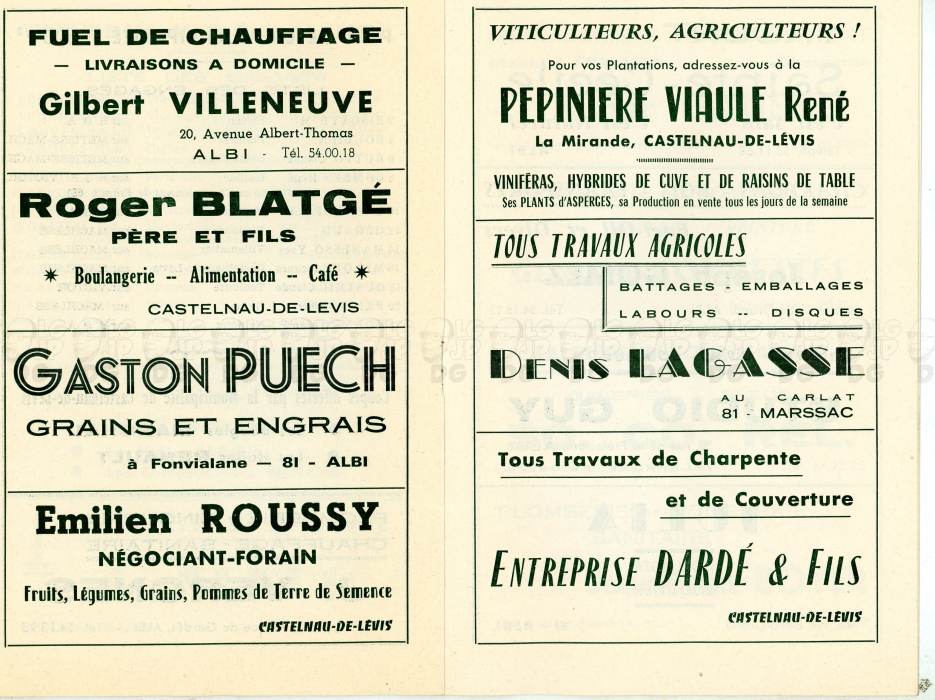 FUEL DE CHAUFFAGE
— LIVRAISONS A DOMICILE —
Gilbert VILLENEUVE
20, Avenue Albert-Thomas
ALBI - Tél. 54.00.18
Roger BLATGÉ
PÈRE ET FILS
✴ Boulangerie -- Alimentation -- Café ✴
CASTELNAU-DE-LEVIS
GASTON PUECH
GRAINS ET ENGRAIS
à Fonvialane — 81 - ALBI
Emilien ROUSSY
NÉGOCIANT-FORAIN
Fruits, Légumes, Grains, Pommes de Terre de Semence
CASTELNAU-DE-LÉVIS
VITICULTEURS, AGRICULTEURS !
Pour vos Plantations, adressez-vous à la
PEPINIERE VIAULE René
La Mirande, CASTELNAU-DE-LÉVIS
VINIFÉRAS, HYBRIDES DE CUVE ET DE RAISINS DE TABLE
Ses PLANTS d'ASPERGES, sa Production en vente tous les jours de la semaine
TOUS TRAVAUX AGRICOLES
BATTAGES - EMBALLAGES
LABOURS -- DISQUES
DENIS LAGASSE
AU CARLAT
81 - MARSSAC
Tous Travaux de Charpente
et de Couverture
ENTREPRISE DARDÉ & FILS
CASTELNAU-DE-LÉVIS